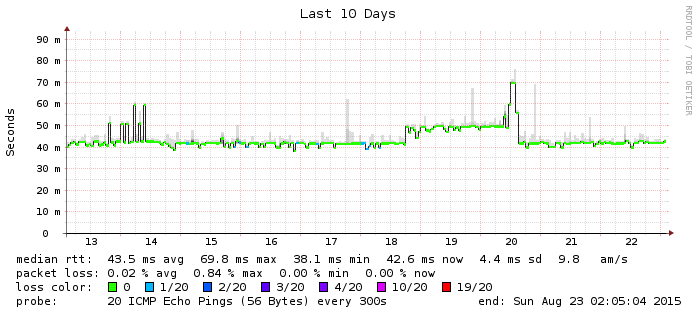 Last 10 Days
RRDTOOL / TOBI OETIKER
Seconds
90 m
80 m
70 m
60 m
50 m
40 m
30 m
20 m
10 m
0
13 14 15 16 17 18 19 20 21 22
median rtt: 43.5 ms avg 69.8 ms max 38.1 ms min 42.6 ms now 4.4 ms sd 9.8 am/s
packet loss: 0.02 % avg 0.84 % max 0.00 % min 0.00 % now
loss color: 0 1/20 2/20 3/20 4/20 10/20 19/20
probe: 20 ICMP Echo Pings (56 Bytes) every 300s end: Sun Aug 23 02:05:04 2015